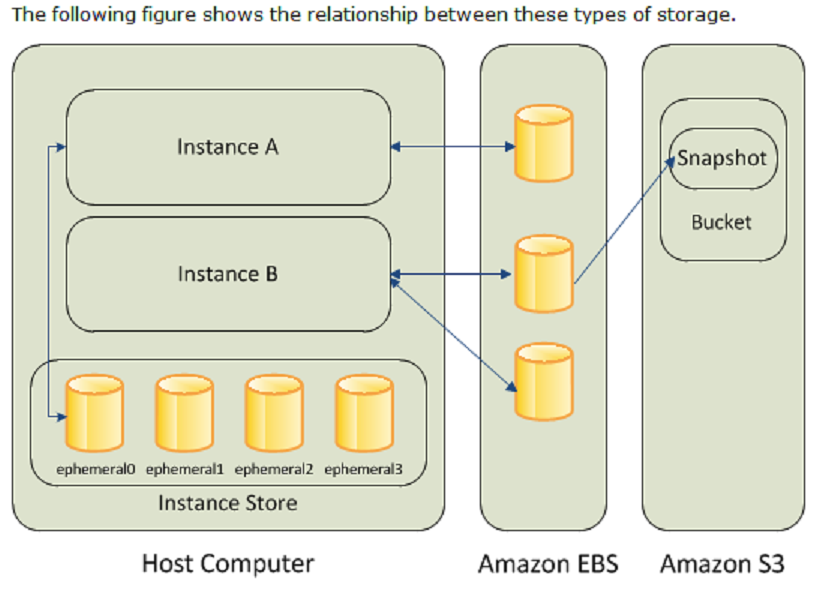 The following figure shows the relationship between these types of storage.
Instance A
Snapshot
Bucket
Instance B
ephemeral0 ephemeral1 ephemeral2 ephemeral3
Instance Store
Host Computer
Amazon EBS
Amazon S3